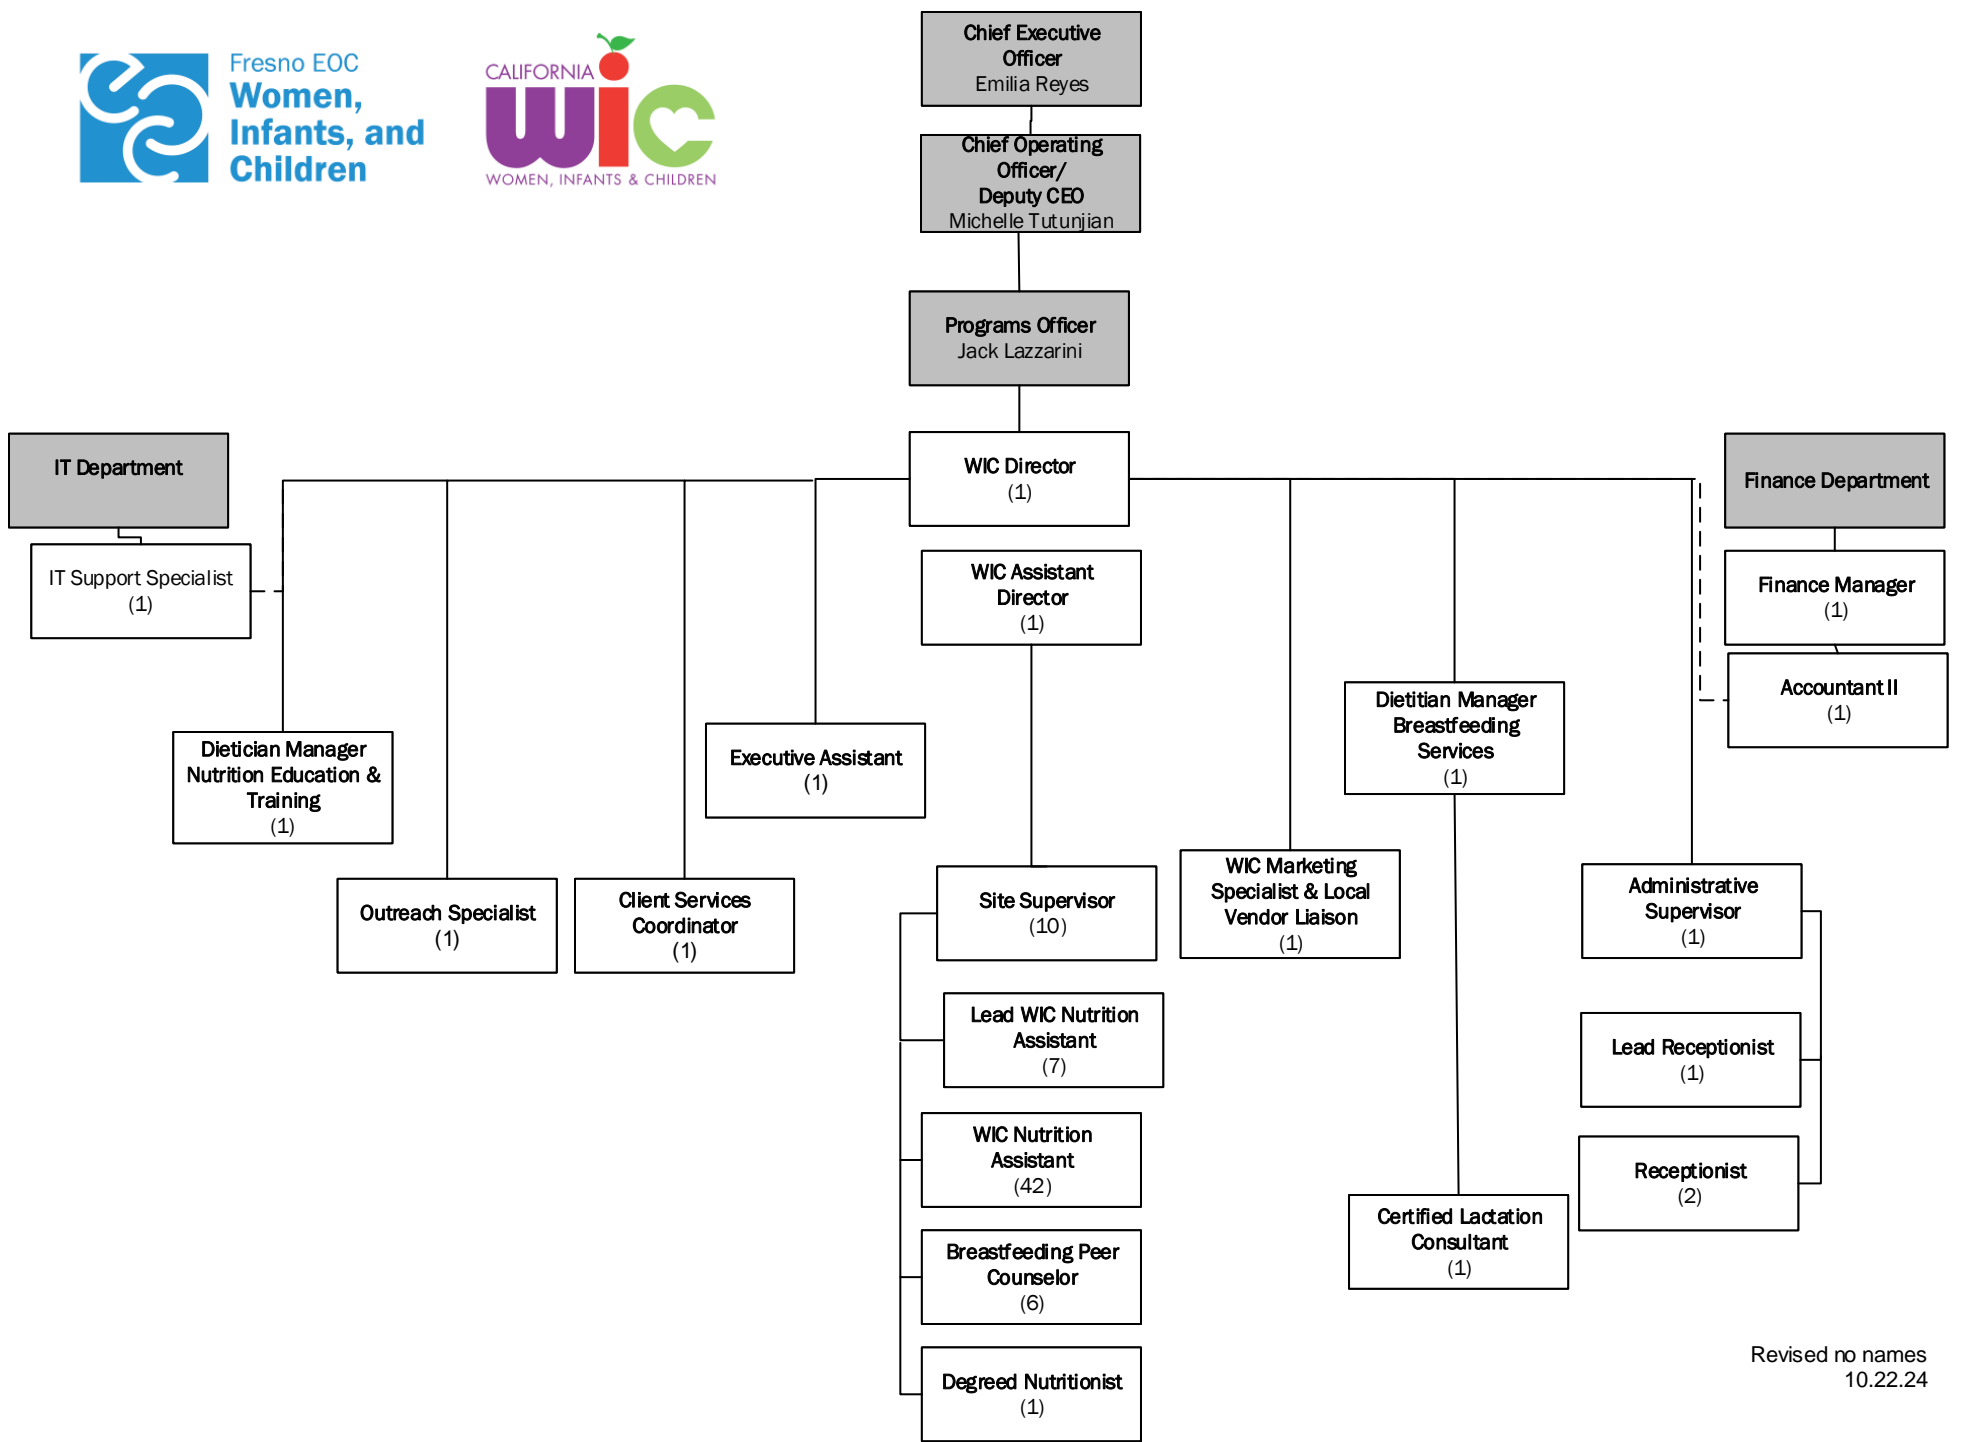 Fresno EOC
Women,
Infants, and
Children
CALIFORNIA
wic
WOMEN, INFANTS & CHILDREN
Chief Executive
Officer
Emilia Reyes
Chief Operating
Officer/
Deputy CEO
Michelle Tutunjian
Programs Officer
Jack Lazzarini
IT Department
WIC Director
(1)
Finance Department
IT Support Specialist
(1)
WIC Assistant
Director
(1)
Finance Manager
(1)
Accountant II
(1)
Dietician Manager
Nutrition Education &
Training
(1)
Executive Assistant
(1)
Dietitian Manager
Breastfeeding
Services
(1)
Outreach Specialist
(1)
Client Services
Coordinator
(1)
Site Supervisor
(10)
WIC Marketing
Specialist & Local
Vendor Liaison
(1)
Administrative
Supervisor
(1)
Lead WIC Nutrition
Assistant
(7)
Lead Receptionist
(1)
WIC Nutrition
Assistant
(42)
Receptionist
(2)
Breastfeeding Peer
Counselor
(6)
Certified Lactation
Consultant
(1)
Degreed Nutritionist
(1)
Revised no names
10.22.24